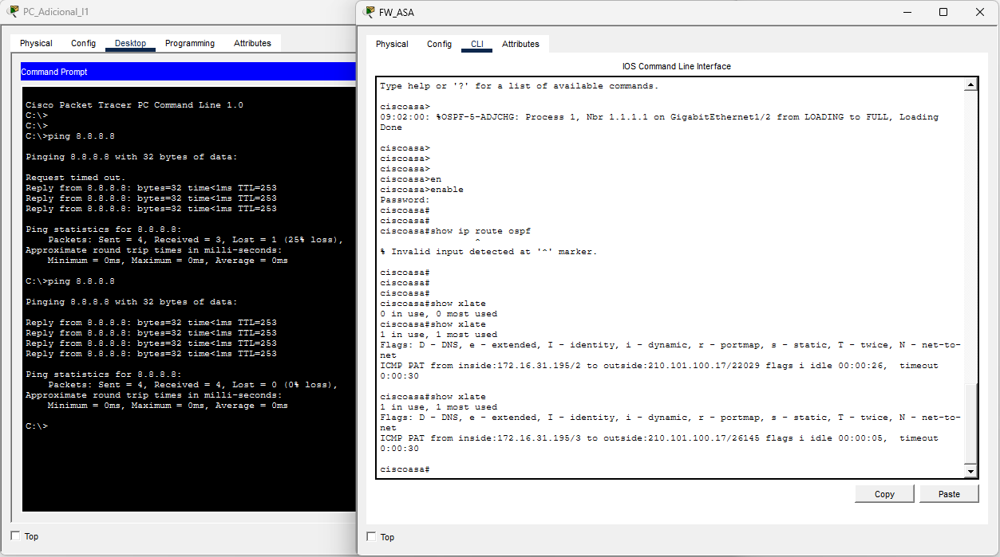 PC_Adicional_I1
Physical Config Desktop Programming Attributes
Command Prompt
Cisco Packet Tracer PC Command Line 1.0
C:\>
C:\>
C:\>ping 8.8.8.8
Pinging 8.8.8.8 with 32 bytes of data:
Request timed out.
Reply from 8.8.8.8: bytes=32 time<1ms TTL=253
Reply from 8.8.8.8: bytes=32 time<1ms TTL=253
Reply from 8.8.8.8: bytes=32 time<1ms TTL=253
Ping statistics for 8.8.8.8:
Packets: Sent = 4, Received = 3, Lost = 1 (25% loss),
Approximate round trip times in milli-seconds:
Minimum = 0ms, Maximum = 0ms, Average = 0ms
C:\>ping 8.8.8.8
Pinging 8.8.8.8 with 32 bytes of data:
Reply from 8.8.8.8: bytes=32 time<1ms TTL=253
Reply from 8.8.8.8: bytes=32 time<1ms TTL=253
Reply from 8.8.8.8: bytes=32 time<1ms TTL=253
Reply from 8.8.8.8: bytes=32 time<1ms TTL=253
Ping statistics for 8.8.8.8:
Packets: Sent = 4, Received = 4, Lost = 0 (0% loss),
Approximate round trip times in milli-seconds:
Minimum = 0ms, Maximum = 0ms, Average = 0ms
C:\>
Top
FW_ASA
Physical Config CLI Attributes
IOS Command Line Interface
Type help or '?' for a list of available commands.
ciscoasa>
09:02:00: %OSPF-5-ADJCHG: Process 1, Nbr 1.1.1.1 on GigabitEthernet1/2 from LOADING to FULL, Loading
Done
ciscoasa>
ciscoasa>
ciscoasa>
ciscoasa>en
ciscoasa>enable
Password:
ciscoasa#
ciscoasa#
ciscoasa#show ip route ospf
^
% Invalid input detected at '^' marker.
ciscoasa#
ciscoasa#
ciscoasa#
ciscoasa#show xlate
0 in use, 0 most used
ciscoasa#show xlate
1 in use, 1 most used
Flags: D - DNS, e - extended, I - identity, i - dynamic, r - portmap, s - static, T - twice, N - net-to-
net
ICMP PAT from inside:172.16.31.195/2 to outside:210.101.100.17/22029 flags i idle 00:00:26, timeout
0:00:30
ciscoasa#show xlate
1 in use, 1 most used
Flags: D - DNS, e - extended, I - identity, i - dynamic, r - portmap, s - static, T - twice, N - net-to-
net
ICMP PAT from inside:172.16.31.195/3 to outside:210.101.100.17/26145 flags i idle 00:00:05, timeout
0:00:30
ciscoasa#
Copy Paste
Top